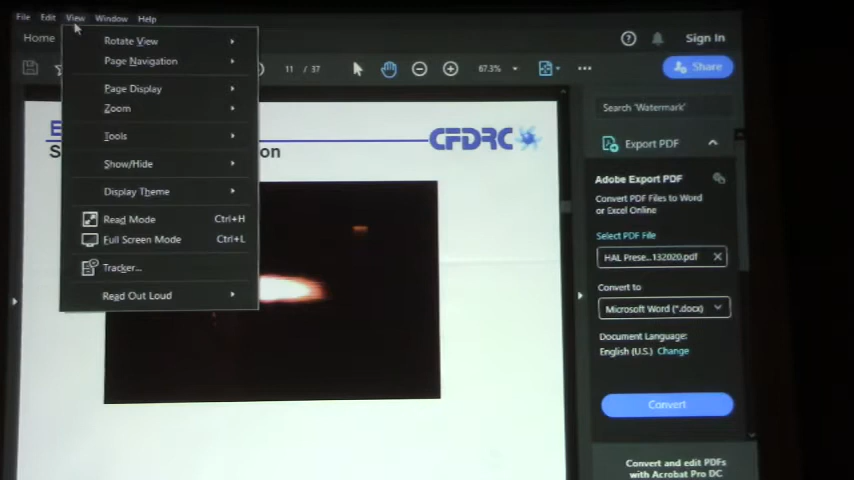 File Edit View Window Help
Home
Sign In
11 / 37
67.3%
Share
Rotate View
Page Navigation
Page Display
Zoom
Tools
Show/Hide
Display Theme
Read Mode Ctrl+H
Full Screen Mode Ctrl+L
Tracker...
Read Out Loud
E
CFDRC
S
on
Search 'Watermark'
Export PDF
Adobe Export PDF
Convert PDF Files to Word
or Excel Online
Select PDF File
HAL Prese...132020.pdf
Convert to
Microsoft Word (*.docx)
Document Language:
English (U.S.) Change
Convert
Convert and edit PDFs
with Acrobat Pro DC